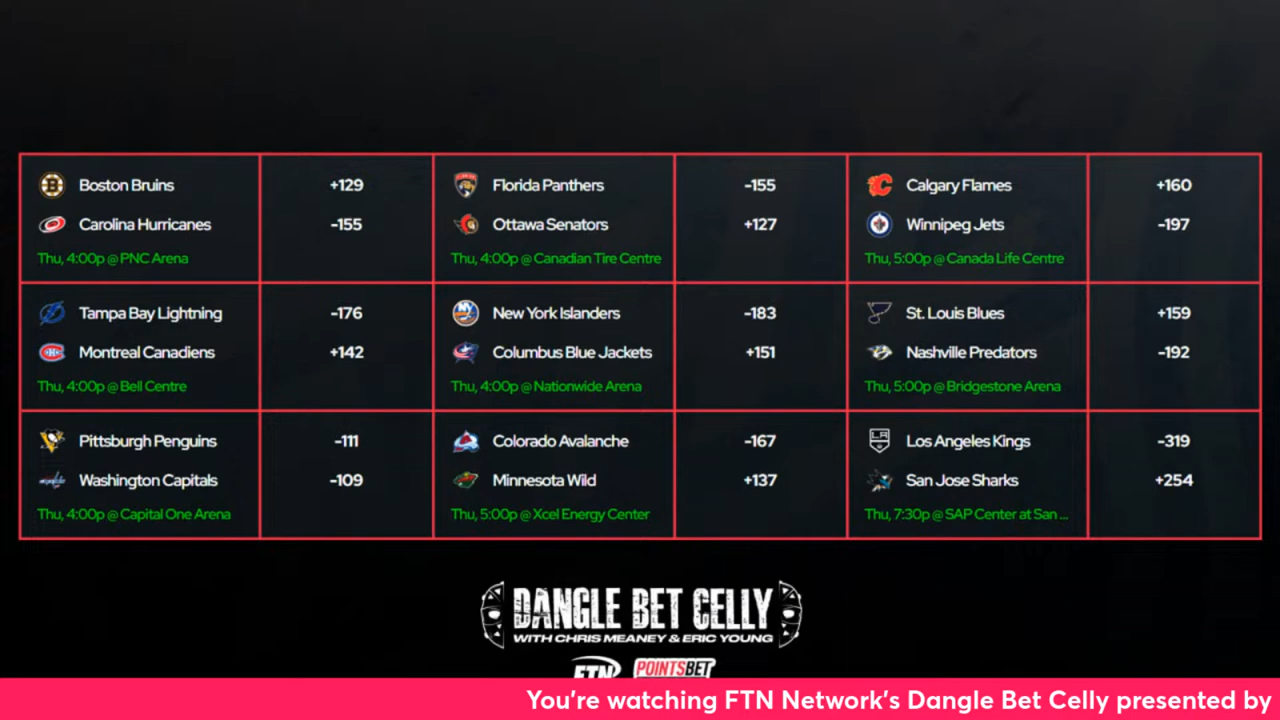 Boston Bruins +129
Carolina Hurricanes -155
Thu, 4:00p @ PNC Arena
Florida Panthers -155
Ottawa Senators +127
Thu, 4:00p @ Canadian Tire Centre
Calgary Flames +160
Winnipeg Jets -197
Thu, 5:00p @ Canada Life Centre
Tampa Bay Lightning -176
Montreal Canadiens +142
Thu, 4:00p @ Bell Centre
New York Islanders -183
Columbus Blue Jackets +151
Thu, 4:00p @ Nationwide Arena
St. Louis Blues +159
Nashville Predators -192
Thu, 5:00p @ Bridgestone Arena
Pittsburgh Penguins -111
Washington Capitals -109
Thu, 4:00p @ Capital One Arena
Colorado Avalanche -167
Minnesota Wild +137
Thu, 5:00p @ Xcel Energy Center
Los Angeles Kings -319
San Jose Sharks +254
Thu, 7:30p @ SAP Center at San ...
DANGLE BET CELLY
WITH CHRIS MEANEY & ERIC YOUNG
FTN POINTSBET
You're watching FTN Network's Dangle Bet Celly presented by